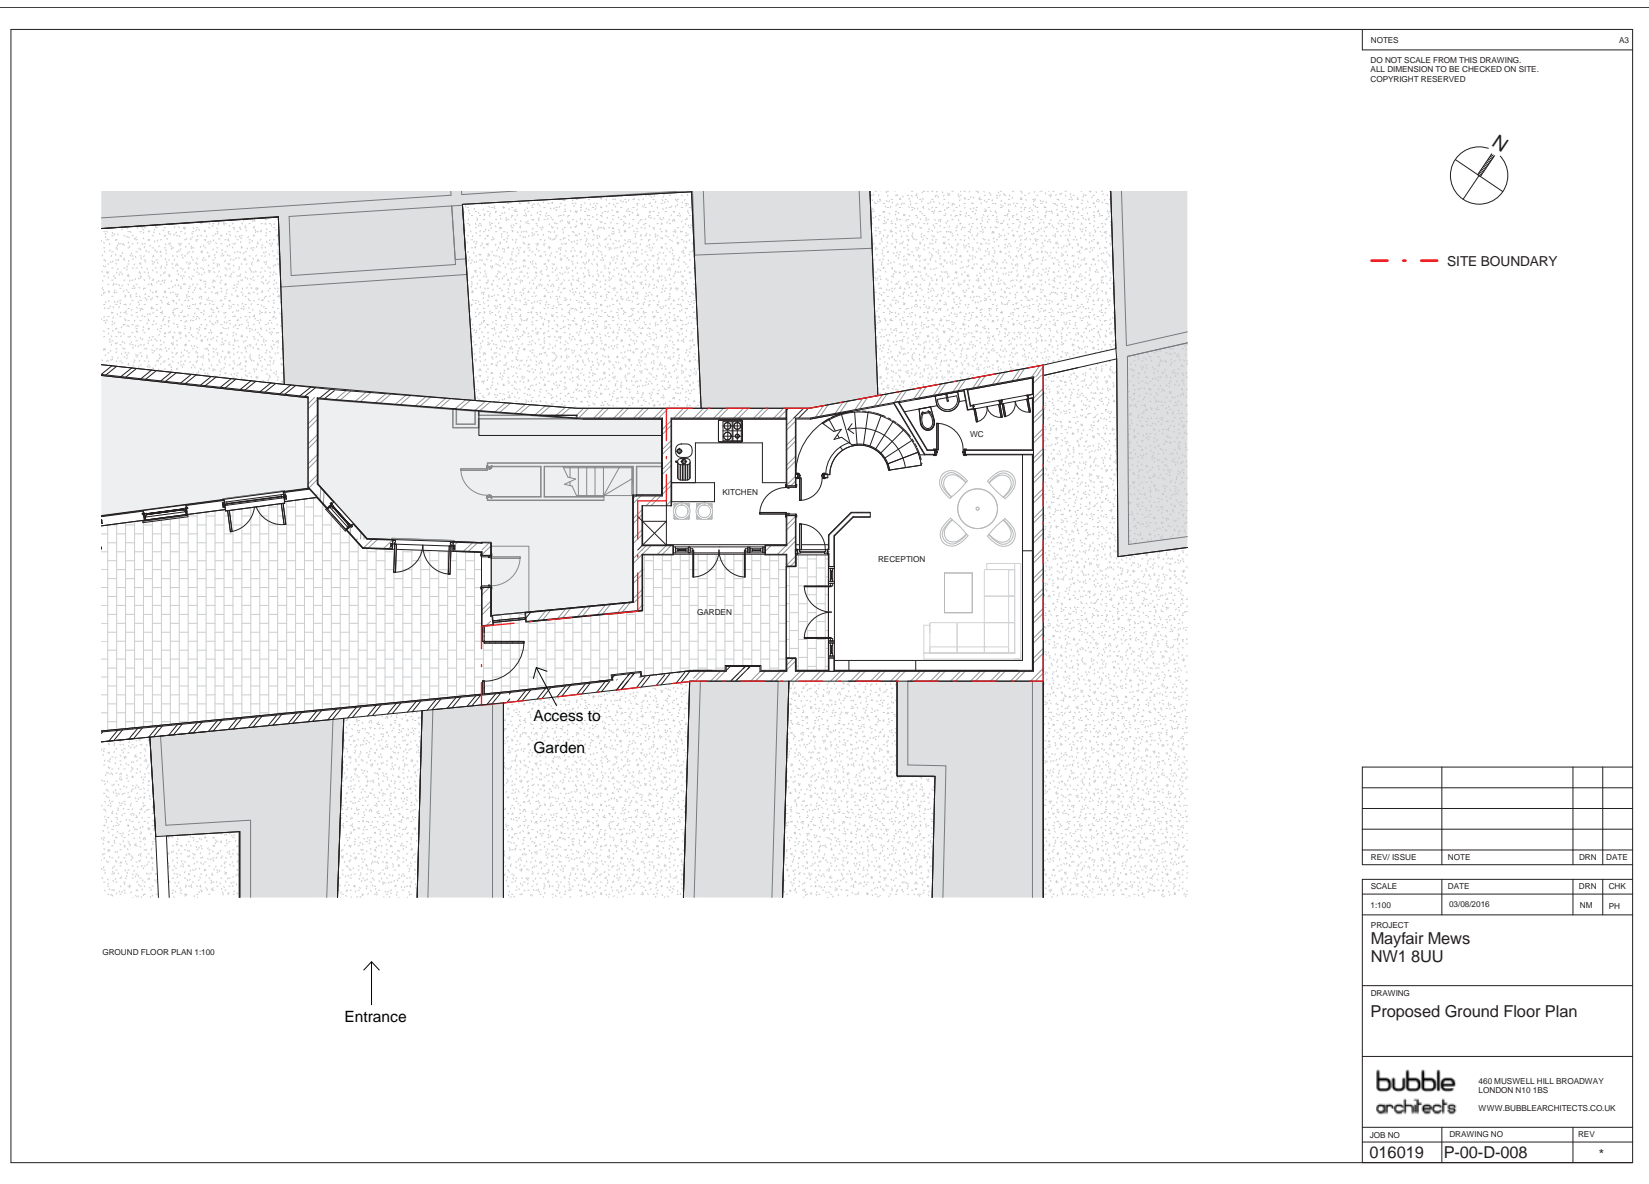 NOTES A3
DO NOT SCALE FROM THIS DRAWING.
ALL DIMENSION TO BE CHECKED ON SITE.
COPYRIGHT RESERVED
N
SITE BOUNDARY
WC
KITCHEN
RECEPTION
GARDEN
Access to
Garden
GROUND FLOOR PLAN 1:100
Entrance
REV/ ISSUE NOTE DRN DATE
SCALE DATE DRN CHK
1:100 03/08/2016 NM PH
PROJECT
Mayfair Mews
NW1 8UU
DRAWING
Proposed Ground Floor Plan
bubble
architects
460 MUSWELL HILL BROADWAY
LONDON N10 1BS
WWW.BUBBLEARCHITECTS.CO.UK
JOB NO DRAWING NO REV
016019 P-00-D-008 *